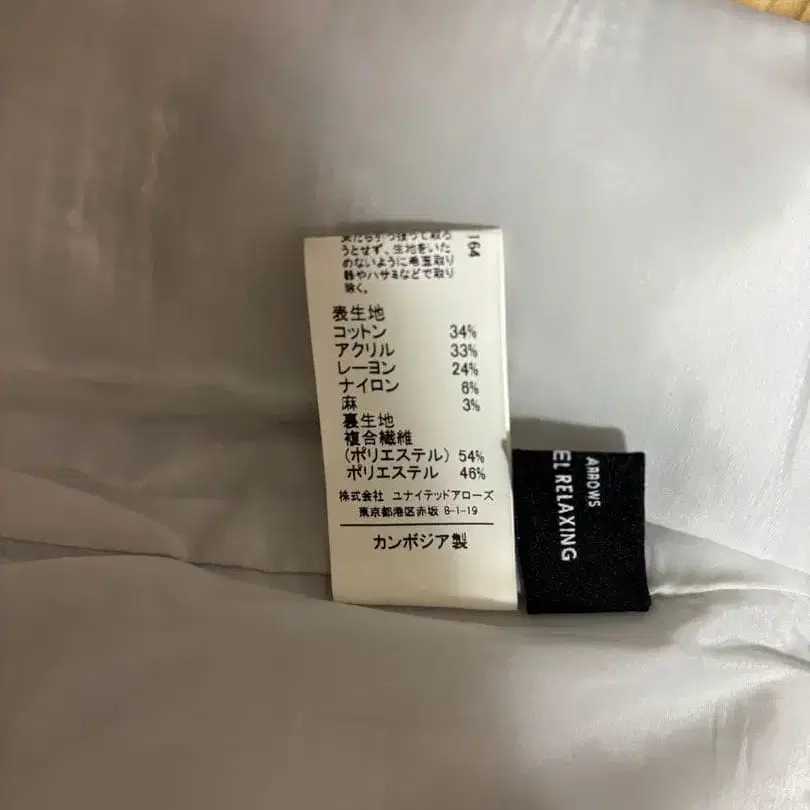 うとせず、生地をいた
めないように毛玉取り
器やハサミなどで取り
除く。
164
表生地
コットン 34%
アクリル 33%
レーヨン 24%
ナイロン 6%
麻 3%
裏生地
複合繊維
(ポリエステル) 54%
ポリエステル 46%
株式会社 ユナイテッドアローズ
東京都港区赤坂 8-1-19
カンボジア製
ARROWS
EL RELAXING